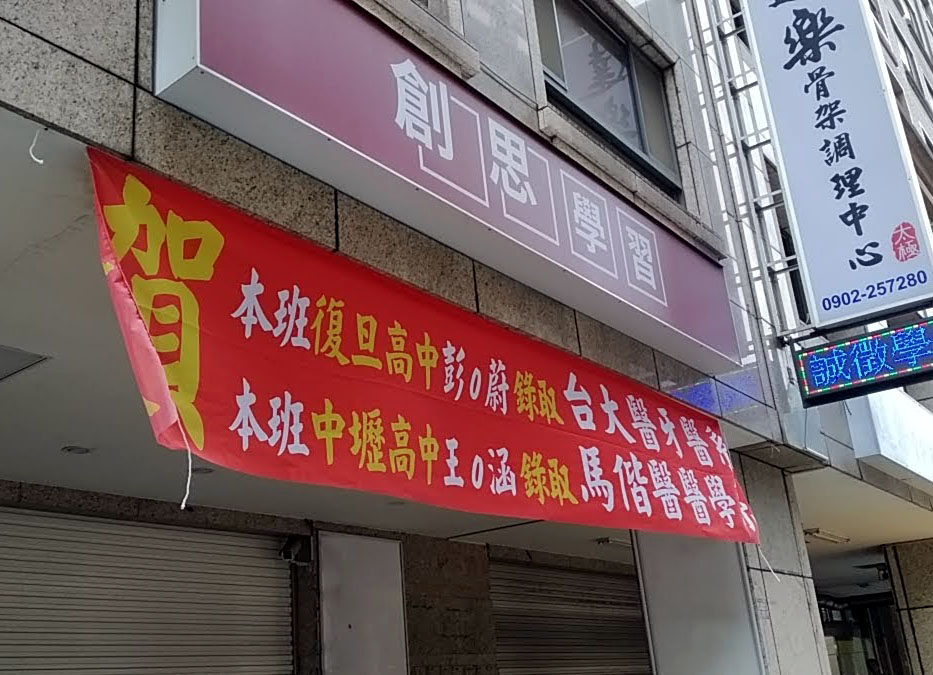 創思學習
賀
本班復旦高中彭O蔚錄取台大醫牙醫
本班中壢高中王O涵錄取馬偕醫醫學
樂骨架調理中心
太極
0902-257280
誠徵學